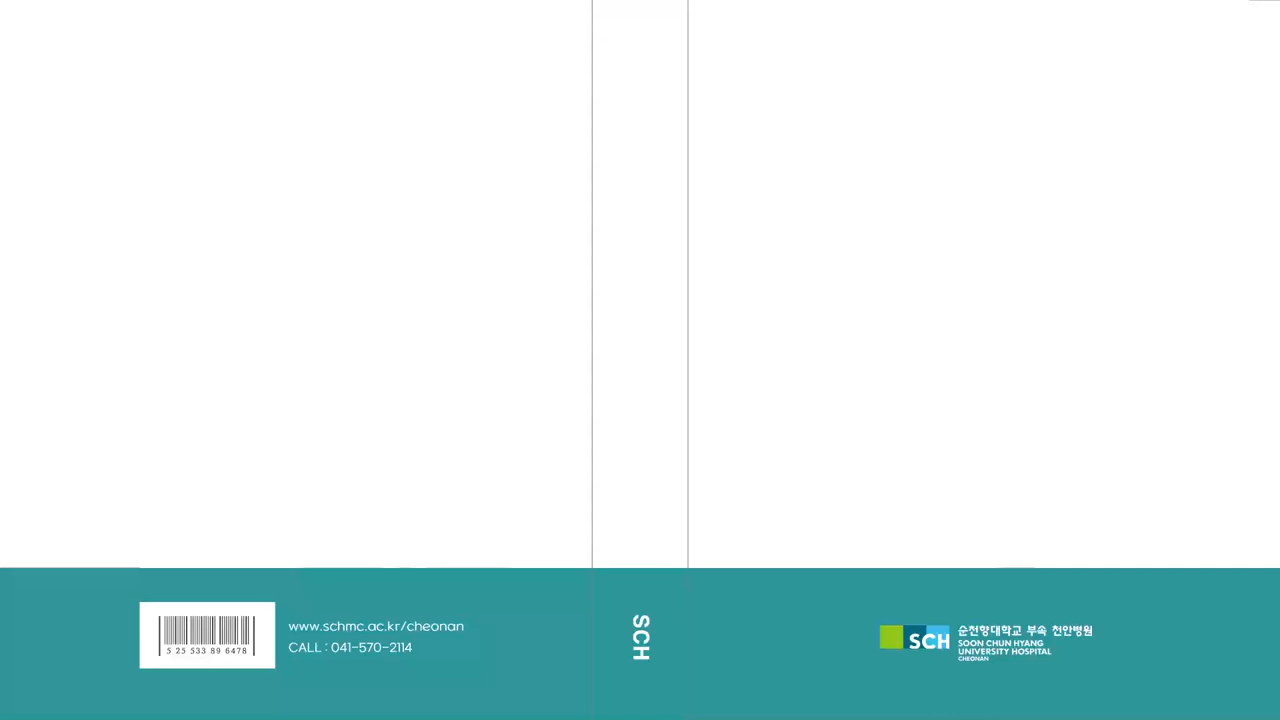 5 25 533 89 6478
www.schmc.ac.kr/cheonan
CALL : 041-570-2114
SCH
SCH
순천향대학교 부속 천안병원
SOON CHUN HYANG
UNIVERSITY HOSPITAL
CHEONAN